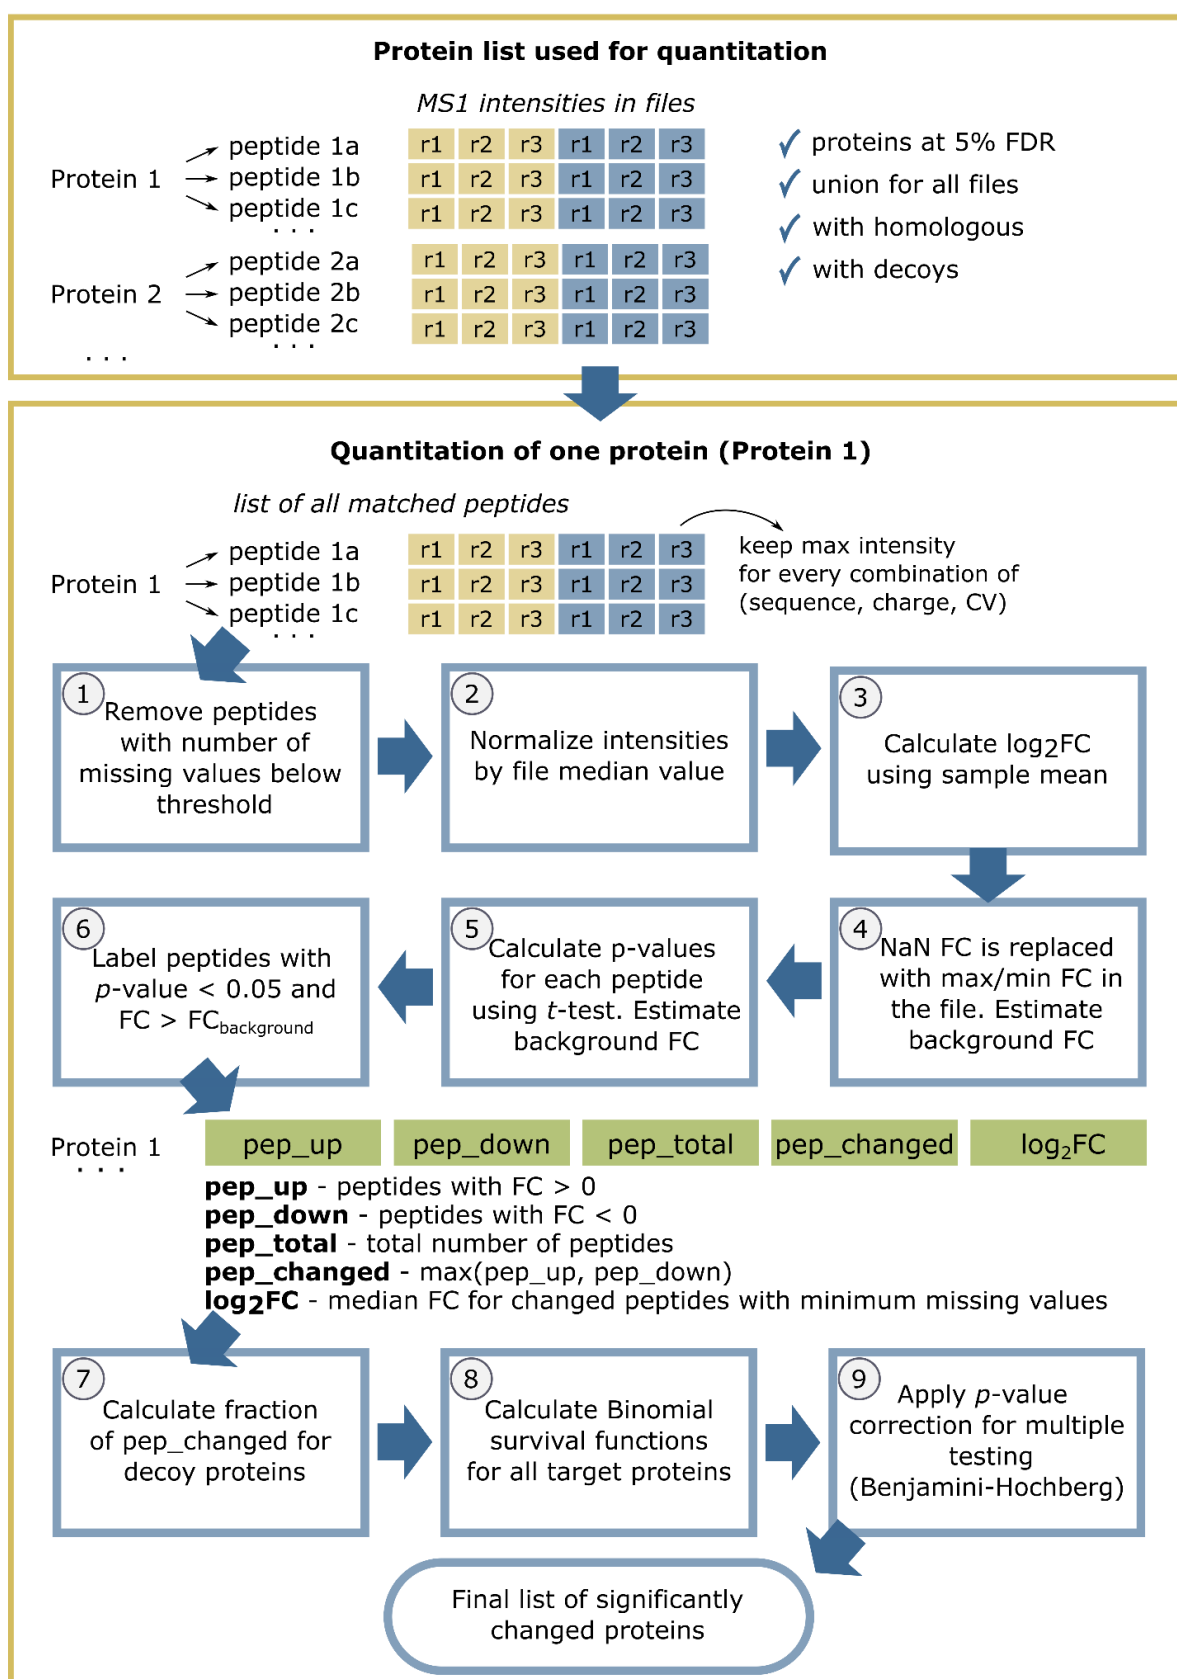 Protein list used for quantitation
MS1 intensities in files
Protein 1
peptide 1a
peptide 1b
peptide 1c
. . .
r1 r2 r3 r1 r2 r3
r1 r2 r3 r1 r2 r3
r1 r2 r3 r1 r2 r3
Protein 2
peptide 2a
peptide 2b
peptide 2c
. . .
r1 r2 r3 r1 r2 r3
r1 r2 r3 r1 r2 r3
r1 r2 r3 r1 r2 r3
. . .
✓ proteins at 5% FDR
✓ union for all files
✓ with homologous
✓ with decoys
Quantitation of one protein (Protein 1)
list of all matched peptides
Protein 1
peptide 1a
peptide 1b
peptide 1c
. . .
r1 r2 r3 r1 r2 r3
r1 r2 r3 r1 r2 r3
r1 r2 r3 r1 r2 r3
keep max intensity
for every combination of
(sequence, charge, CV)
1
Remove peptides
with number of
missing values below
threshold
2
Normalize intensities
by file median value
3
Calculate log₂FC
using sample mean
4
NaN FC is replaced
with max/min FC in
the file. Estimate
background FC
5
Calculate p-values
for each peptide
using t-test. Estimate
background FC
6
Label peptides with
p-value < 0.05 and
FC > FCbackground
Protein 1
. . .
pep_up
pep_down
pep_total
pep_changed
log₂FC
pep_up - peptides with FC > 0
pep_down - peptides with FC < 0
pep_total - total number of peptides
pep_changed - max(pep_up, pep_down)
log₂FC - median FC for changed peptides with minimum missing values
7
Calculate fraction
of pep_changed for
decoy proteins
8
Calculate Binomial
survival functions
for all target proteins
9
Apply p-value
correction for multiple
testing
(Benjamini-Hochberg)
Final list of significantly
changed proteins